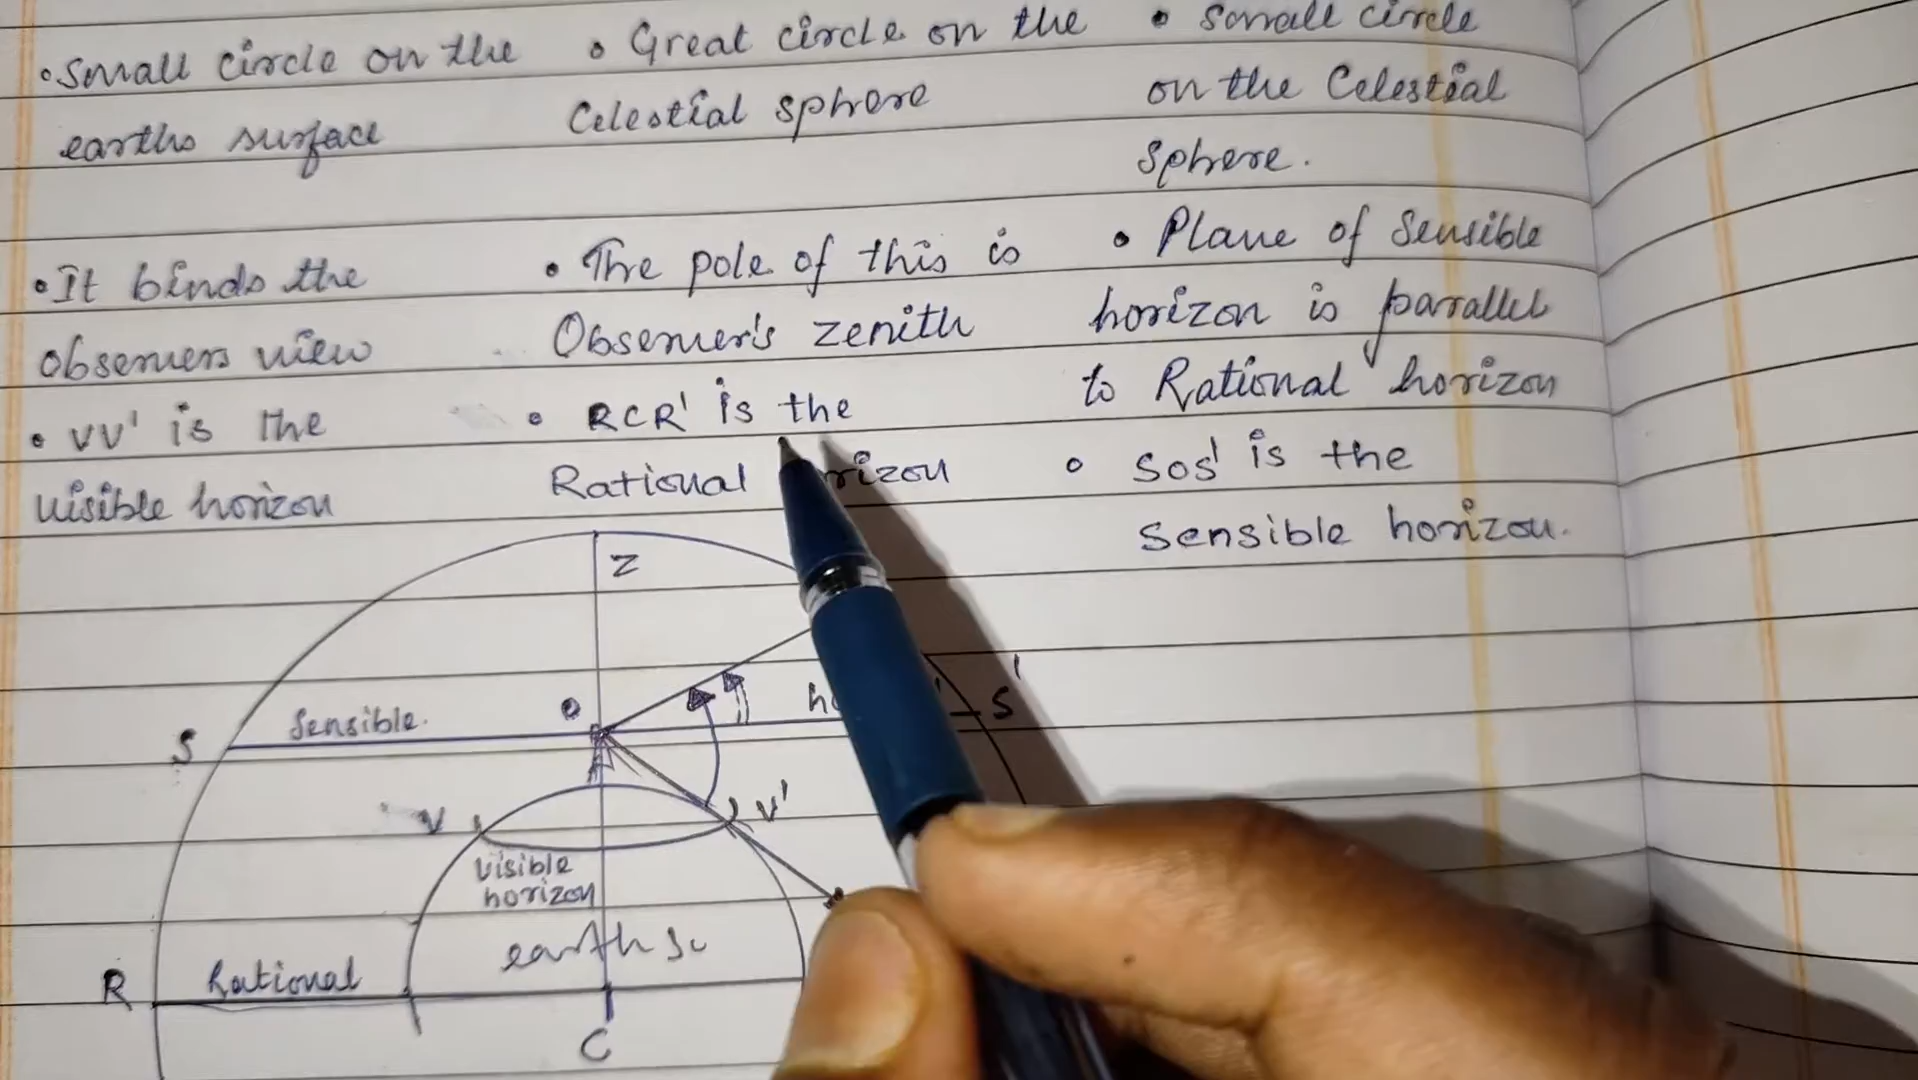 • Small circle on the
earths surface
• It binds the
observers view
• VV' is the
visible horizon
• Great circle on the
Celestial sphere
• The pole of this is
Observer's zenith
• RCR' is the
Rational
• Small circle
on the Celestial
sphere.
• Plane of Sensible
horizon is parallel
to Rational horizon
• SOS' is the
Sensible horizon.
Z
S
Sensible.
O
S'
V
V'
visible
horizon
earth
R
Rational
C